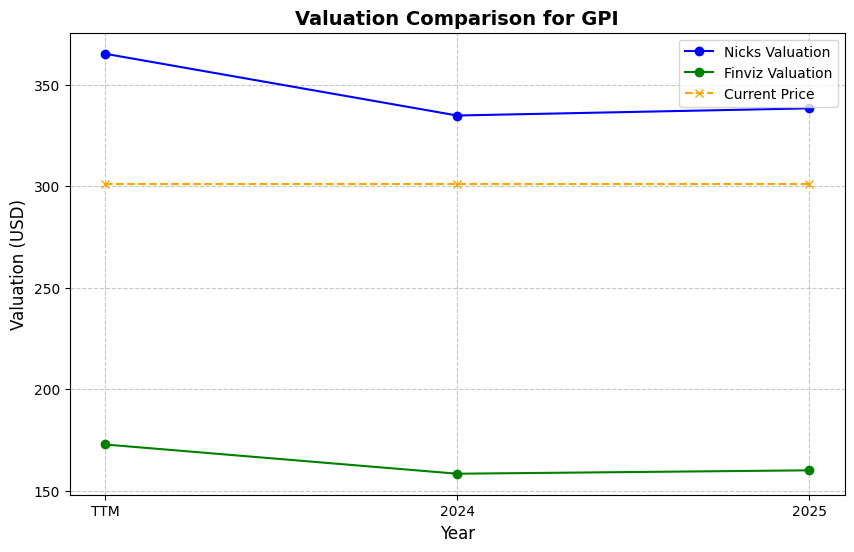 Valuation Comparison for GPI
Nicks Valuation
Finviz Valuation
Current Price
Valuation (USD)
350
300
250
200
150
TTM
2024
2025
Year